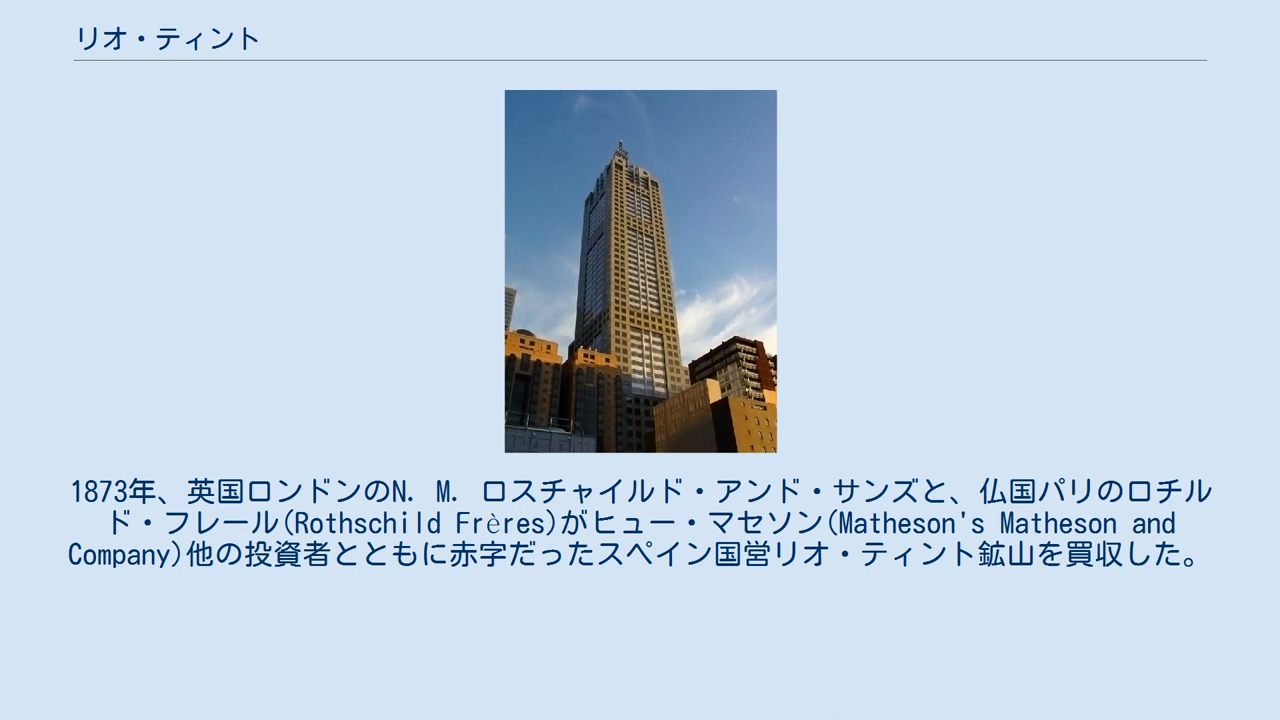 リオ・ティント
1873年、英国ロンドンのN. M. ロスチャイルド・アンド・サンズと、仏国パリのロチル
ド・フレール(Rothschild Frères)がヒュー・マセソン(Matheson's Matheson and
Company)他の投資者とともに赤字だったスペイン国営リオ・ティント鉱山を買収した。